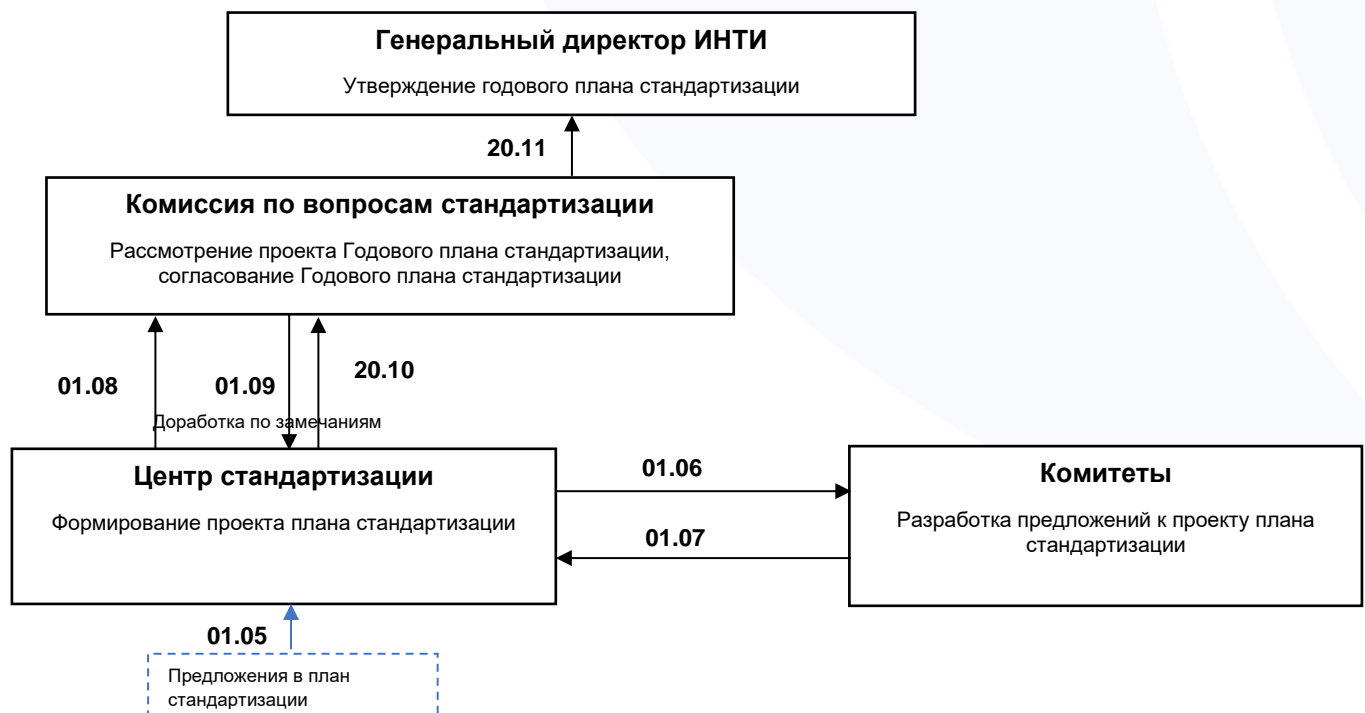 Генеральный директор ИНТИ
Утверждение годового плана стандартизации
20.11
Комиссия по вопросам стандартизации
Рассмотрение проекта Годового плана стандартизации,
согласование Годового плана стандартизации
01.08
01.09
20.10
Доработка по замечаниям
Центр стандартизации
Формирование проекта плана стандартизации
01.06
01.07
Комитеты
Разработка предложений к проекту плана
стандартизации
01.05
Предложения в план
стандартизации